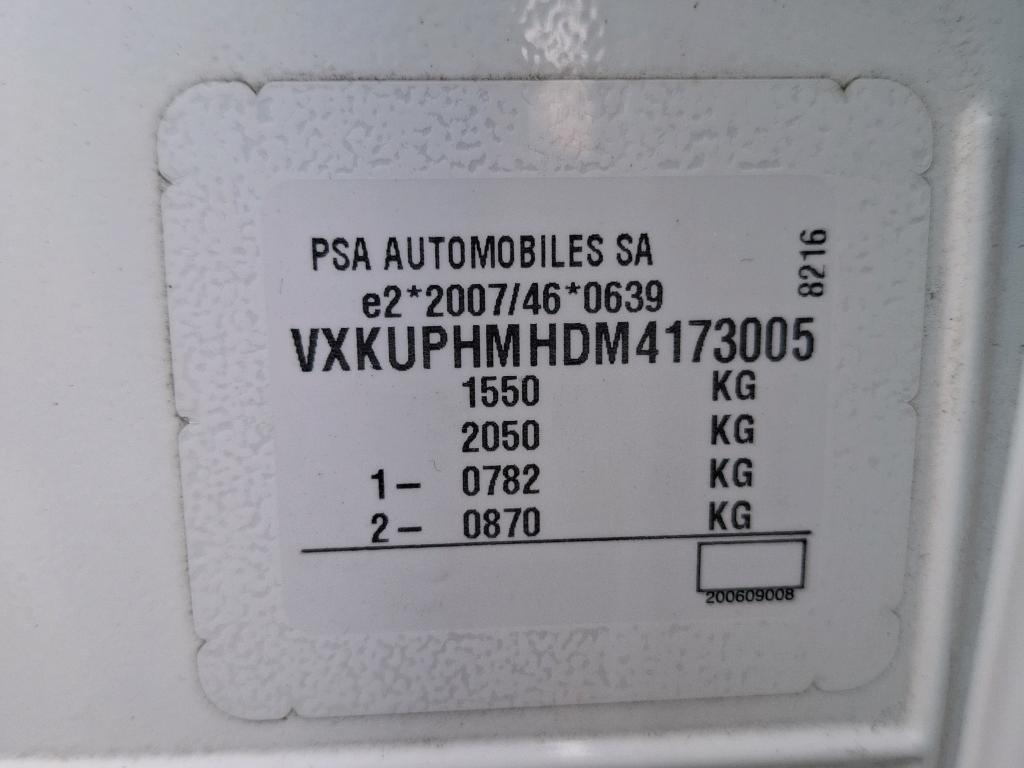 PSA AUTOMOBILES SA
8216
e2*2007/46*0639
VXKUPHMHDM4173005
1550 KG
2050 KG
1- 0782 KG
2- 0870 KG
200609008